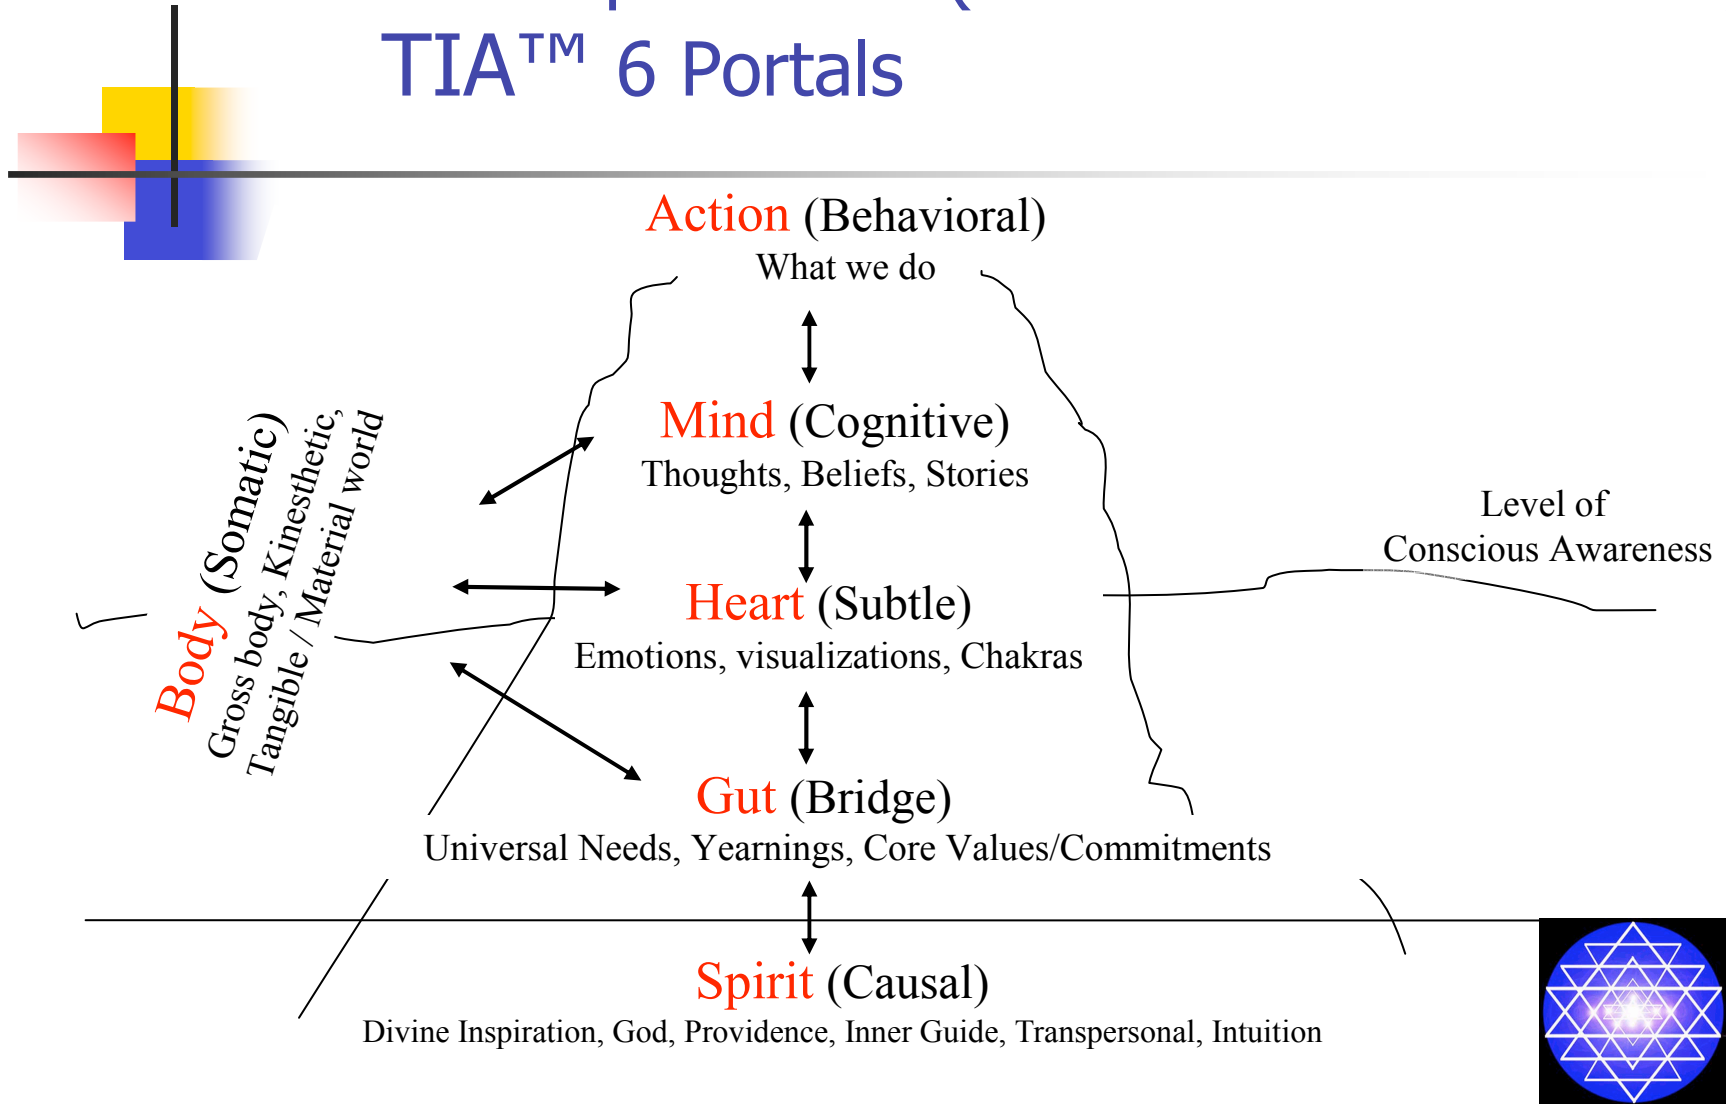 TIA™ 6 Portals
Action (Behavioral)
What we do
Mind (Cognitive)
Thoughts, Beliefs, Stories
Body (Somatic)
Gross body, Kinesthetic,
Tangible / Material world
Level of
Conscious Awareness
Heart (Subtle)
Emotions, visualizations, Chakras
Gut (Bridge)
Universal Needs, Yearnings, Core Values/Commitments
Spirit (Causal)
Divine Inspiration, God, Providence, Inner Guide, Transpersonal, Intuition